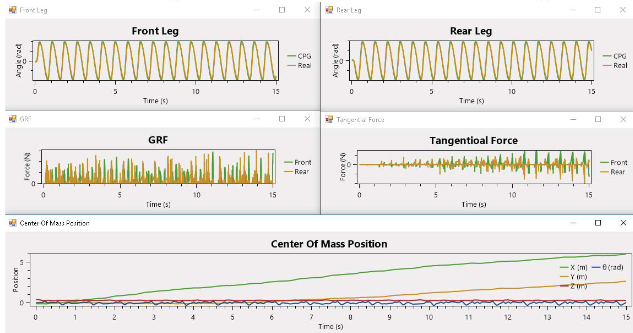 Front Leg
Front Leg
Angle (rad)
0
CPG
Real
0 5 10 15
Time (s)
Rear Leg
Rear Leg
Angle (rad)
0
CPG
Real
0 5 10 15
Time (s)
GRF
GRF
Force (N)
0
Front
Rear
0 5 10 15
Time (s)
Tangential Force
Tangentioal Force
Force (N)
0
Front
Rear
0 5 10 15
Time (s)
Center Of Mass Position
Center Of Mass Position
Position
5
0
X (m) θ (rad)
Y (m)
Z (m)
0 1 2 3 4 5 6 7 8 9 10 11 12 13 14 15
Time (s)